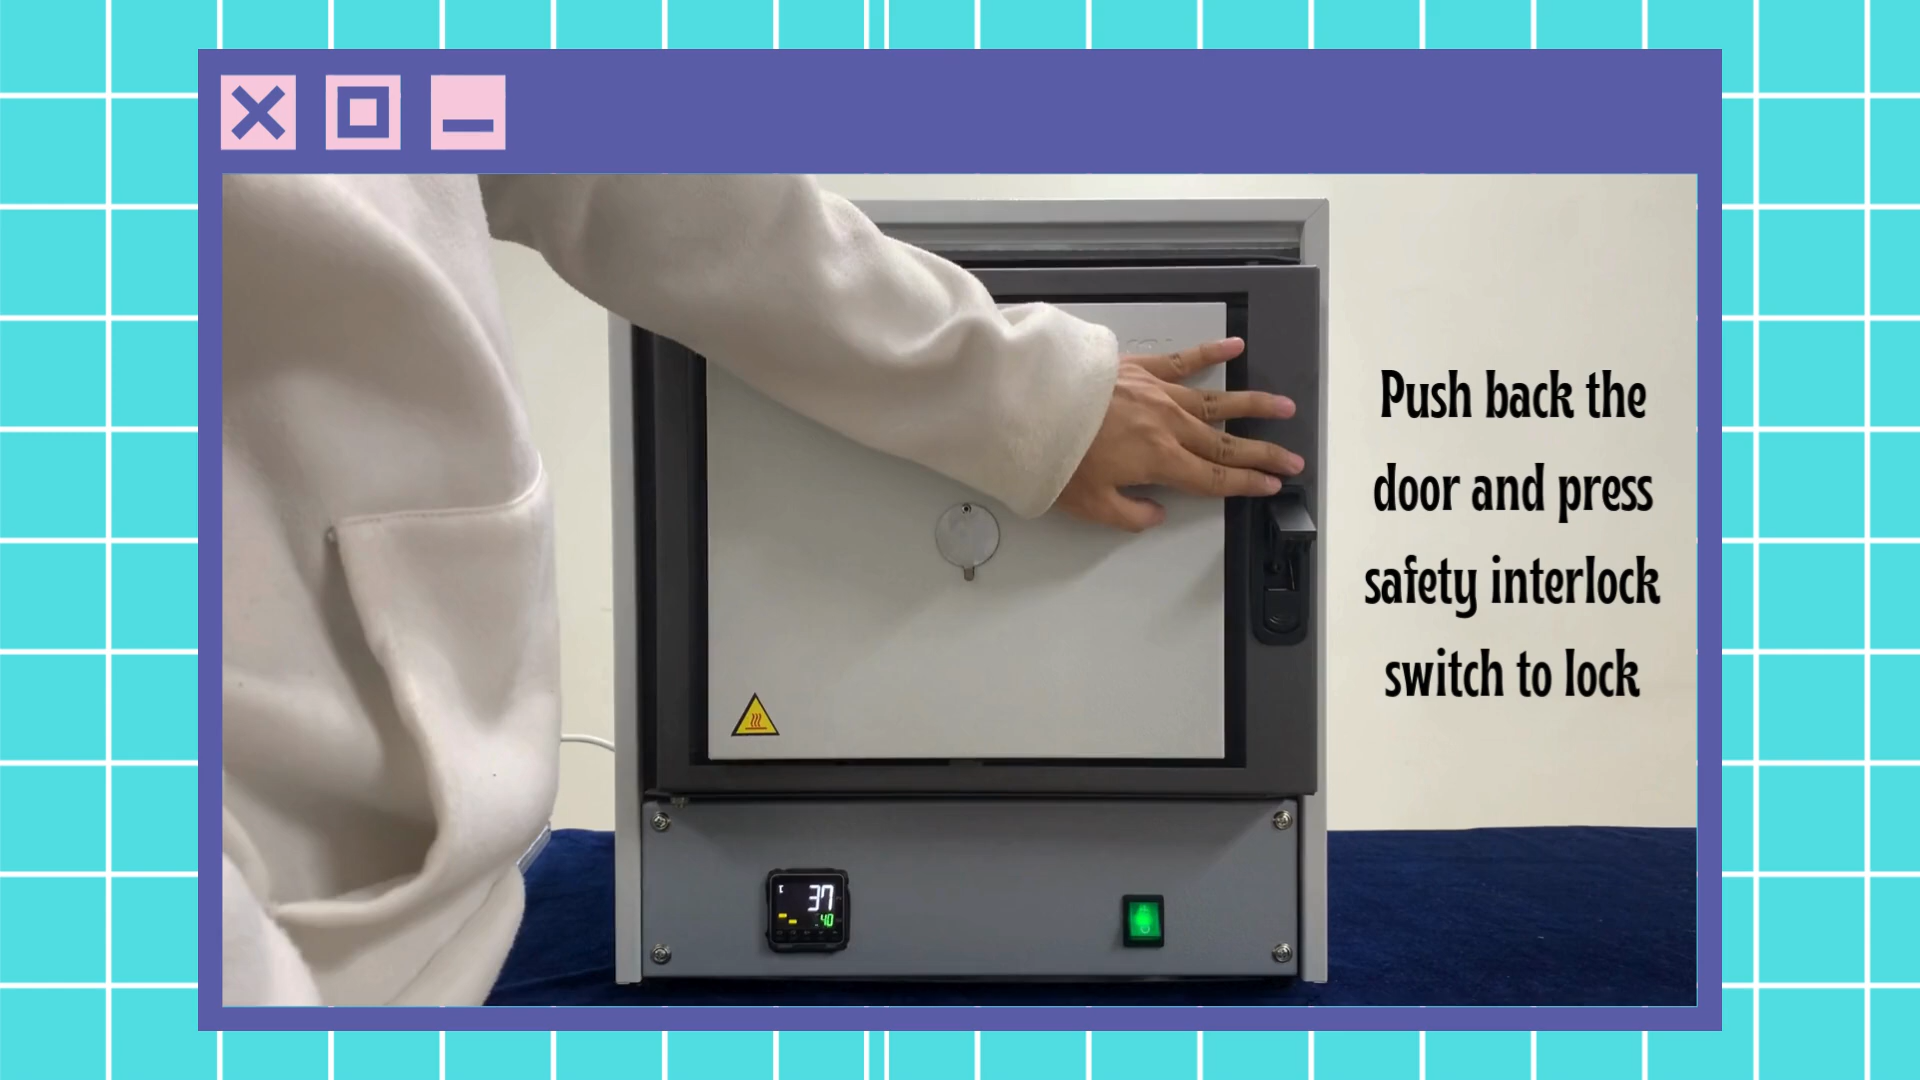 Push back the
door and press
safety interlock
switch to lock
37
40